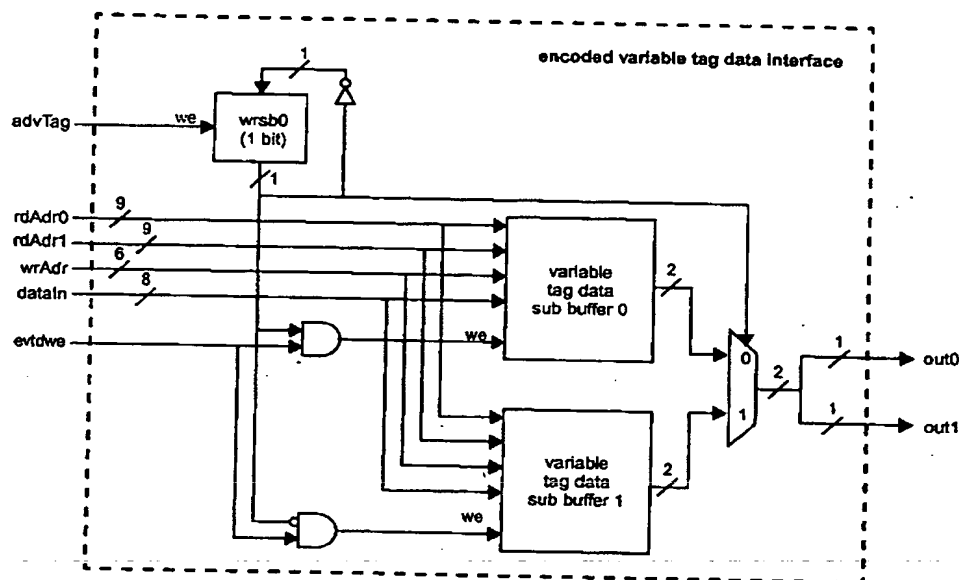 1
encoded variable tag data interface
advTag
we
wrsb0
(1 bit)
1
rdAdr0
9
rdAdr1
9
wrAdr
6
dataIn
8
variable
tag data
sub buffer 0
2
evtdwe
we
0
1
2
1
out0
1
out1
variable
tag data
sub buffer 1
2
we